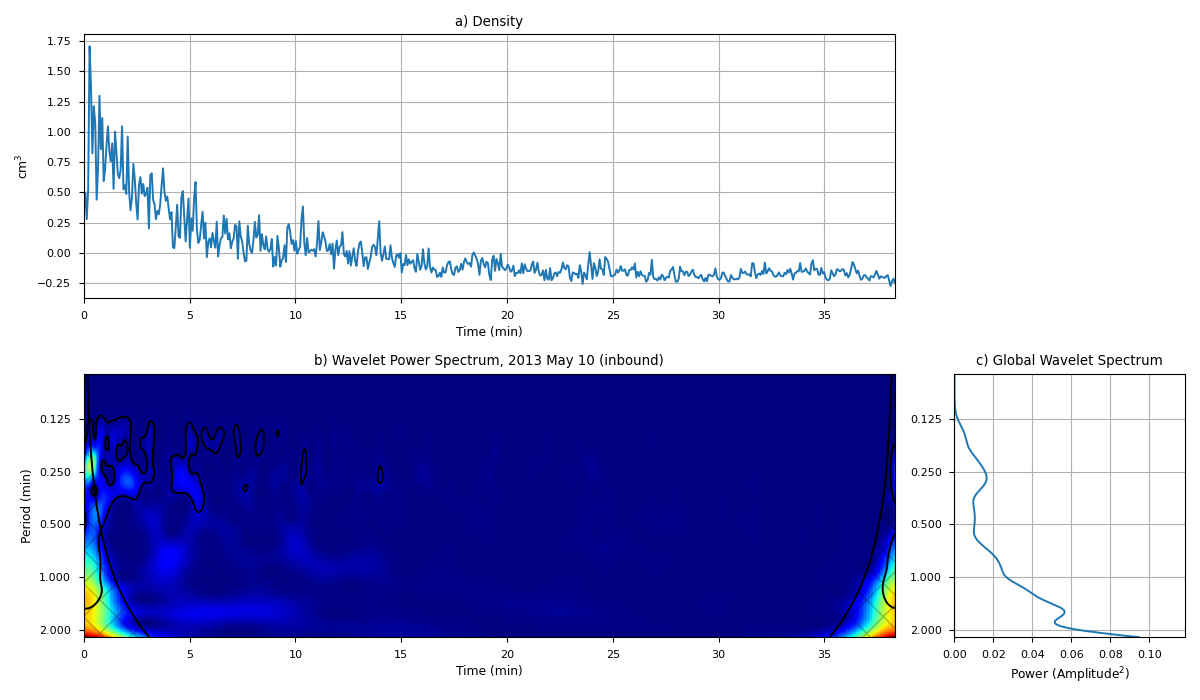 a) Density
cm³
1.75
1.50
1.25
1.00
0.75
0.50
0.25
0.00
−0.25
0 5 10 15 20 25 30 35
Time (min)
b) Wavelet Power Spectrum, 2013 May 10 (inbound)
Period (min)
0.125
0.250
0.500
1.000
2.000
0 5 10 15 20 25 30 35
Time (min)
c) Global Wavelet Spectrum
0.125
0.250
0.500
1.000
2.000
0.00 0.02 0.04 0.06 0.08 0.10
Power (Amplitude²)